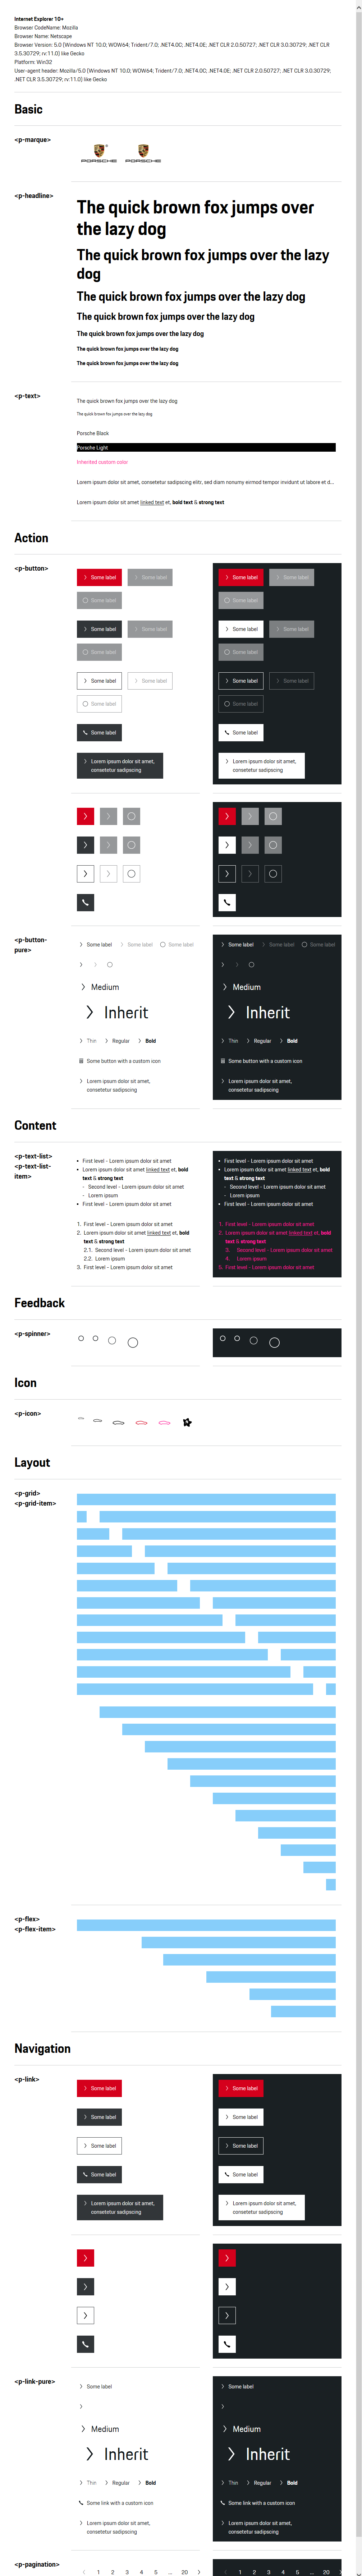 Internet Explorer 10+
Browser CodeName: Mozilla
Browser Name: Netscape
Browser Version: 5.0 (Windows NT 10.0; WOW64; Trident/7.0; .NET4.0C; .NET4.0E; .NET CLR 2.0.50727; .NET CLR 3.0.30729; .NET CLR
3.5.30729; rv:11.0) like Gecko
Platform: Win32
User-agent header: Mozilla/5.0 (Windows NT 10.0; WOW64; Trident/7.0; .NET4.0C; .NET4.0E; .NET CLR 2.0.50727; .NET CLR 3.0.30729;
.NET CLR 3.5.30729; rv:11.0) like Gecko
Basic
<p-marque>
PORSCHE PORSCHE
<p-headline>
The quick brown fox jumps over
the lazy dog
The quick brown fox jumps over the lazy
dog
The quick brown fox jumps over the lazy dog
The quick brown fox jumps over the lazy dog
The quick brown fox jumps over the lazy dog
The quick brown fox jumps over the lazy dog
The quick brown fox jumps over the lazy dog
<p-text>
The quick brown fox jumps over the lazy dog
The quick brown fox jumps over the lazy dog
Porsche Black
Porsche Light
Inherited custom color
Lorem ipsum dolor sit amet, consetetur sadipscing elitr, sed diam nonumy eirmod tempor invidunt ut labore et d...
Lorem ipsum dolor sit amet linked text et, bold text & strong text
Action
<p-button>
Some label Some label Some label Some label
Some label Some label
Some label Some label Some label Some label
Some label Some label
Some label Some label Some label Some label
Some label Some label
Some label Some label
Lorem ipsum dolor sit amet, Lorem ipsum dolor sit amet,
consetetur sadipscing consetetur sadipscing
<p-button-
pure>
Some label Some label Some label Some label Some label Some label
Medium Medium
Inherit Inherit
Thin Regular Bold Thin Regular Bold
Some button with a custom icon Some button with a custom icon
Lorem ipsum dolor sit amet, Lorem ipsum dolor sit amet,
consetetur sadipscing consetetur sadipscing
Content
<p-text-list>
<p-text-list-
item>
• First level - Lorem ipsum dolor sit amet
• Lorem ipsum dolor sit amet linked text et, bold
text & strong text
- Second level - Lorem ipsum dolor sit amet
- Lorem ipsum
• First level - Lorem ipsum dolor sit amet
1. First level - Lorem ipsum dolor sit amet
2. Lorem ipsum dolor sit amet linked text et, bold
text & strong text
2.1. Second level - Lorem ipsum dolor sit amet
2.2. Lorem ipsum
3. First level - Lorem ipsum dolor sit amet
• First level - Lorem ipsum dolor sit amet
• Lorem ipsum dolor sit amet linked text et, bold
text & strong text
- Second level - Lorem ipsum dolor sit amet
- Lorem ipsum
• First level - Lorem ipsum dolor sit amet
1. First level - Lorem ipsum dolor sit amet
2. Lorem ipsum dolor sit amet linked text et, bold
text & strong text
3. Second level - Lorem ipsum dolor sit amet
4. Lorem ipsum
5. First level - Lorem ipsum dolor sit amet
Feedback
<p-spinner>
Icon
<p-icon>
Layout
<p-grid>
<p-grid-item>
<p-flex>
<p-flex-item>
Navigation
<p-link>
Some label Some label
Some label Some label
Some label Some label
Some label Some label
Lorem ipsum dolor sit amet, Lorem ipsum dolor sit amet,
consetetur sadipscing consetetur sadipscing
<p-link-pure>
Some label Some label
Medium Medium
Inherit Inherit
Thin Regular Bold Thin Regular Bold
Some link with a custom icon Some link with a custom icon
Lorem ipsum dolor sit amet, Lorem ipsum dolor sit amet,
consetetur sadipscing consetetur sadipscing
<p-pagination>
1 2 3 4 5 ... 20 1 2 3 4 5 ... 20